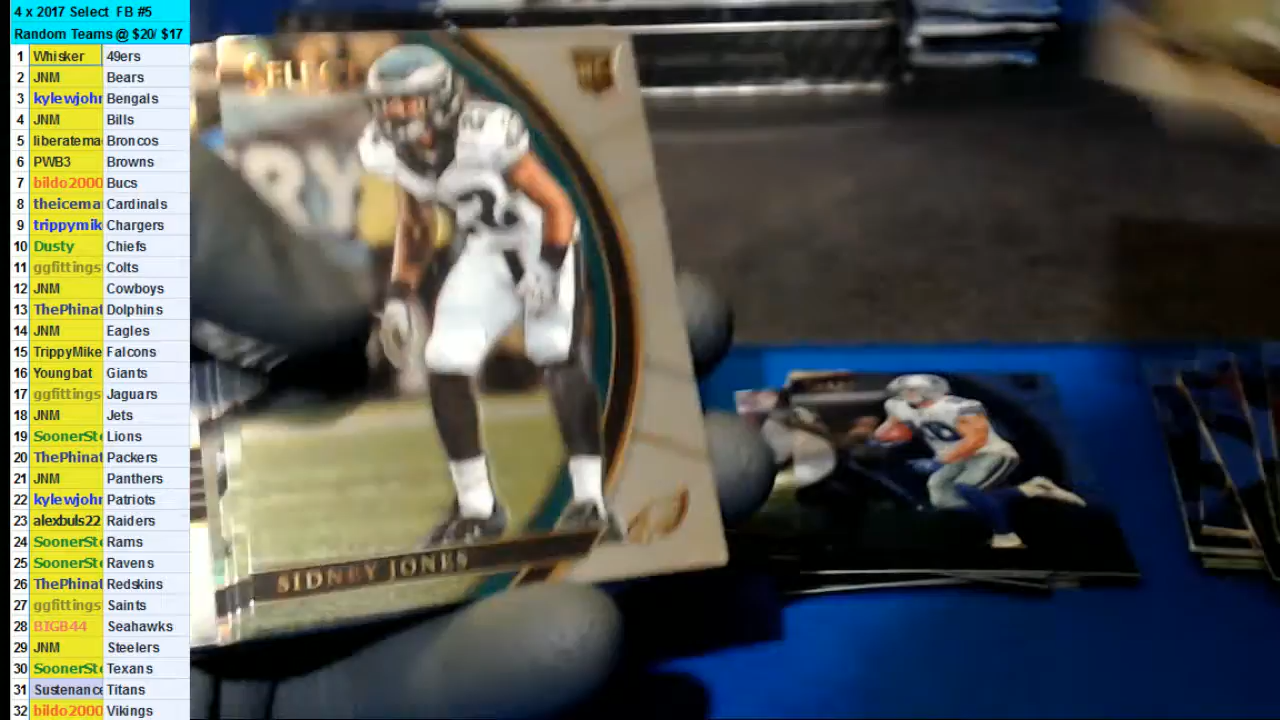 4 x 2017 Select FB #5
Random Teams @ $20/ $17
1 Whisker 49ers
2 JNM Bears
3 kylewjohn Bengals
4 JNM Bills
5 liberatema Broncos
6 PWB3 Browns
7 bildo2000 Bucs
8 theicema Cardinals
9 trippymik Chargers
10 Dusty Chiefs
11 ggfittings Colts
12 JNM Cowboys
13 ThePhinat Dolphins
14 JNM Eagles
15 TrippyMike Falcons
16 Youngbat Giants
17 ggfittings Jaguars
18 JNM Jets
19 SoonerSt Lions
20 ThePhinat Packers
21 JNM Panthers
22 kylewjohn Patriots
23 alexbuls22 Raiders
24 SoonerSt Rams
25 SoonerSt Ravens
26 ThePhinat Redskins
27 ggfittings Saints
28 BIGB44 Seahawks
29 JNM Steelers
30 SoonerSt Texans
31 Sustenance Titans
32 bildo2000 Vikings
SELECT
SIDNEY JONES